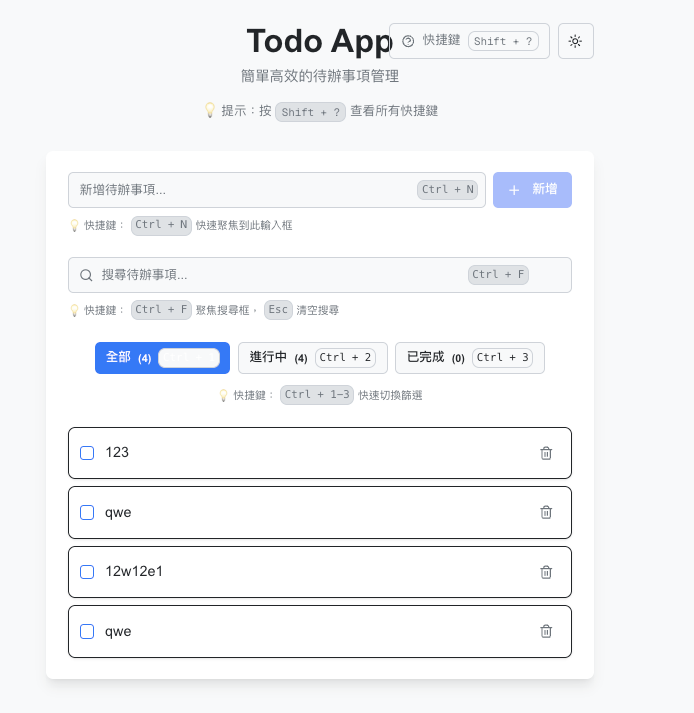 Todo App
快捷鍵 Shift + ?
簡單高效的待辦事項管理
💡 提示：按 Shift + ? 查看所有快捷鍵
新增待辦事項... Ctrl + N
+ 新增
💡 快捷鍵： Ctrl + N 快速聚焦到此輸入框
搜尋待辦事項... Ctrl + F
💡 快捷鍵： Ctrl + F 聚焦搜尋框， Esc 清空搜尋
全部 (4)
進行中 (4) Ctrl + 2
已完成 (0) Ctrl + 3
💡 快捷鍵： Ctrl + 1-3 快速切換篩選
123
qwe
12w12e1
qwe